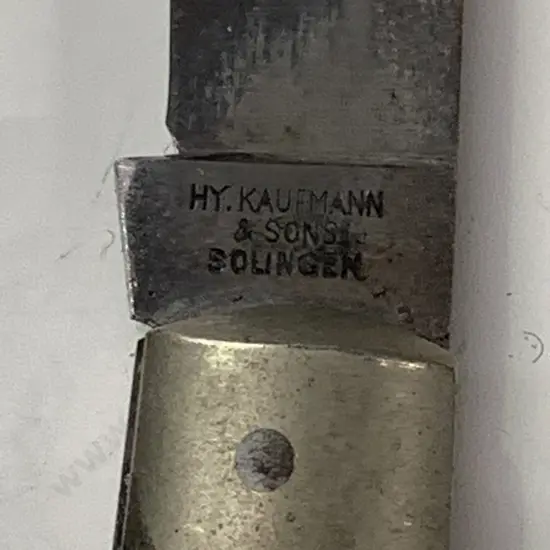 HY. KAUFMANN
& SONS
SOLINGEN